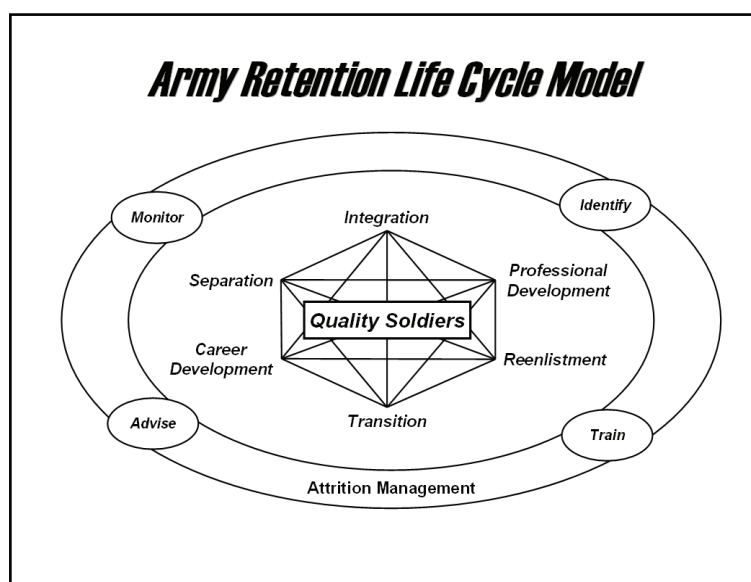 Army Retention Life Cycle Model
Monitor
Identify
Integration
Separation
Professional
Development
Quality Soldiers
Career
Development
Reenlistment
Transition
Advise
Train
Attrition Management